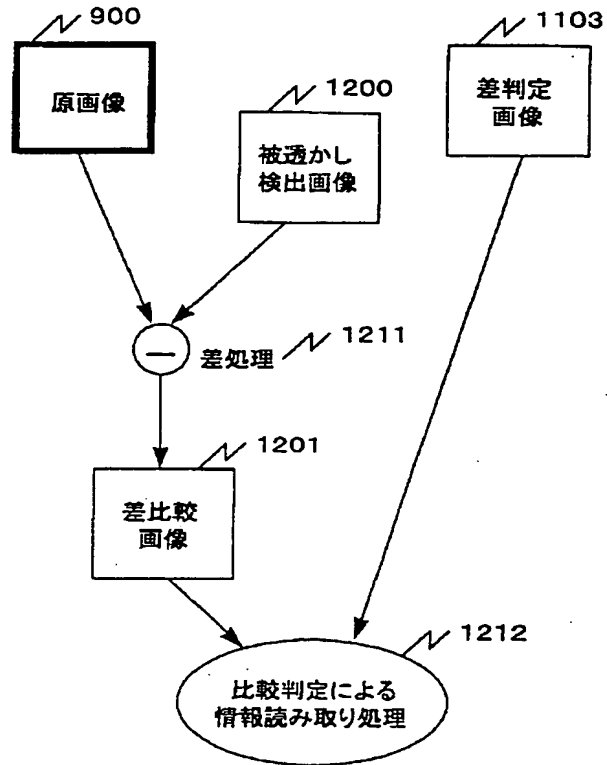 900
原画像
1200
被透かし
検出画像
1103
差判定
画像
差処理
1211
1201
差比較
画像
1212
比較判定による
情報読み取り処理